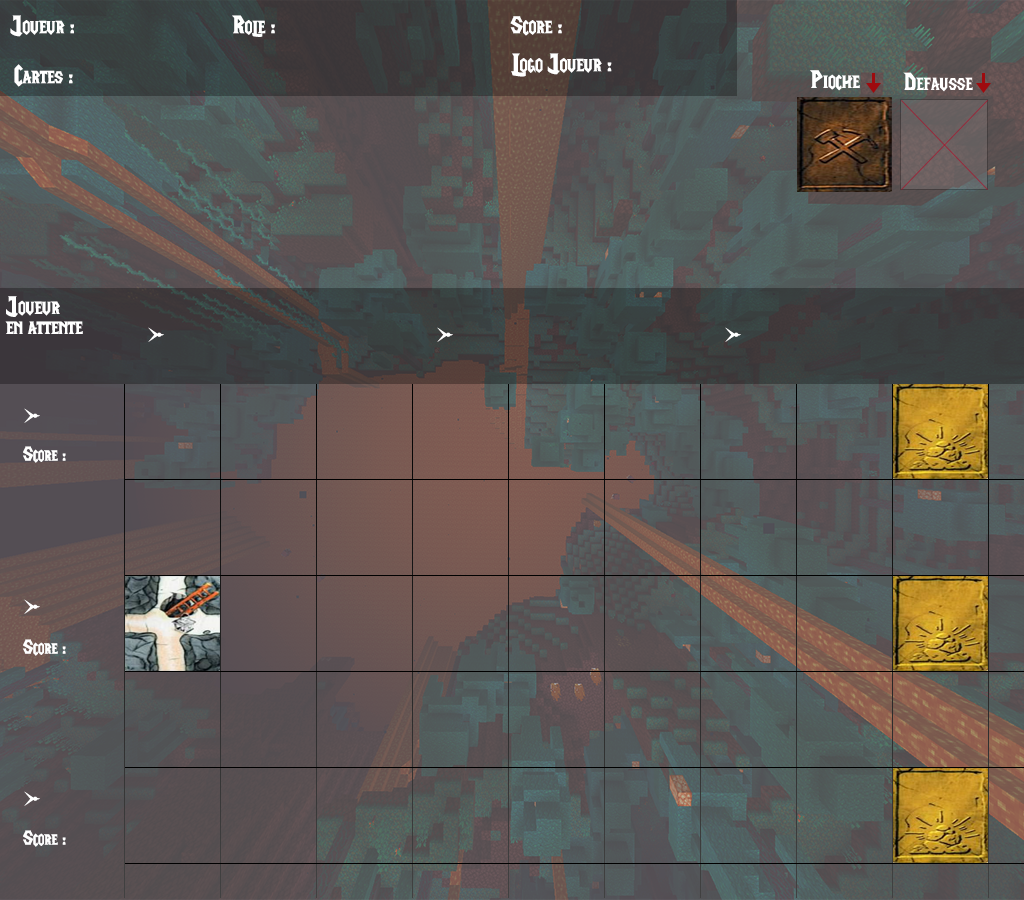 Joueur :
Role :
Score :
Logo Joueur :
Cartes :
Pioche
Defausse
Joueur
en attente
Score :
Score :
Score :